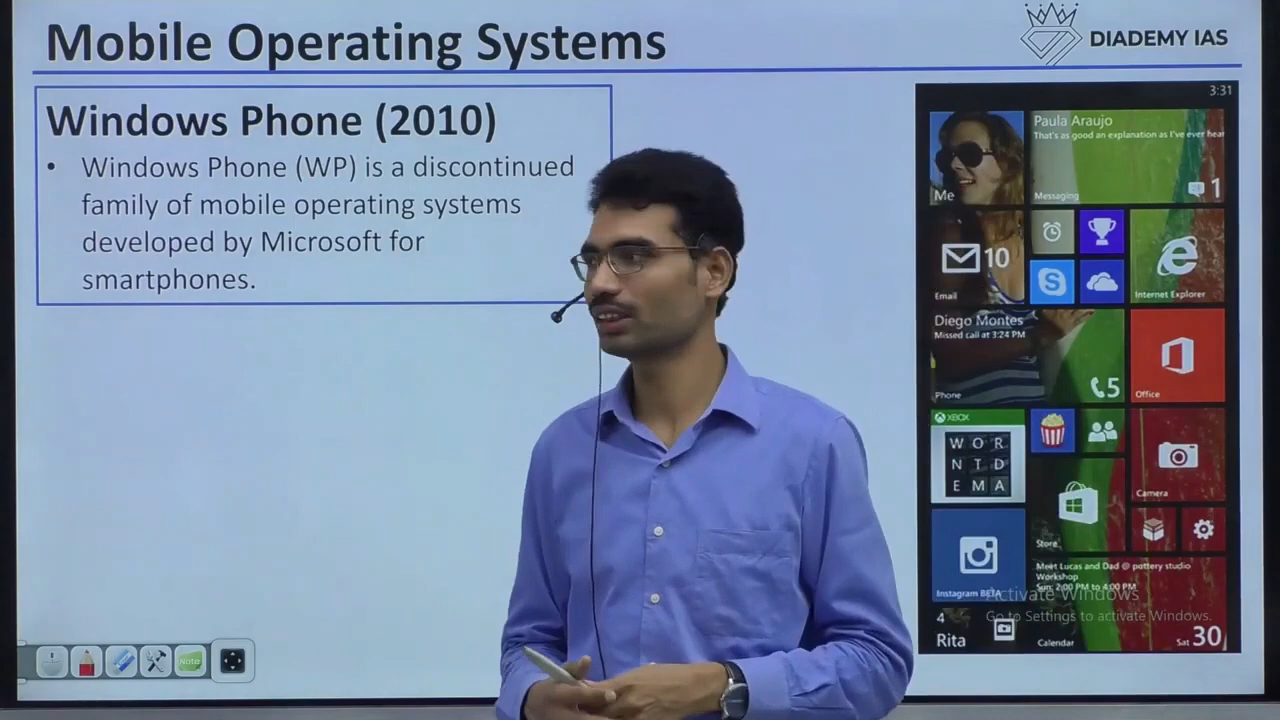 Mobile Operating Systems
DIADEMY IAS
Windows Phone (2010)
• Windows Phone (WP) is a discontinued
family of mobile operating systems
developed by Microsoft for
smartphones.
3:31
Me
Paula Araujo
That's as good an explanation as I've ever hear
Messaging
1
10
Email
Internet Explorer
Diego Montes
Missed call at 3:24 PM
5
Phone
Office
XBOX
W O R
N T D
E M A
Camera
Store
Instagram BETA
Meet Lucas and Dad @ pottery studio
Workshop
Sun: 2:00 PM to 4:00 PM
Activate Windows
Go to Settings to activate Windows.
4
Rita
Calendar
Sat 30
Note